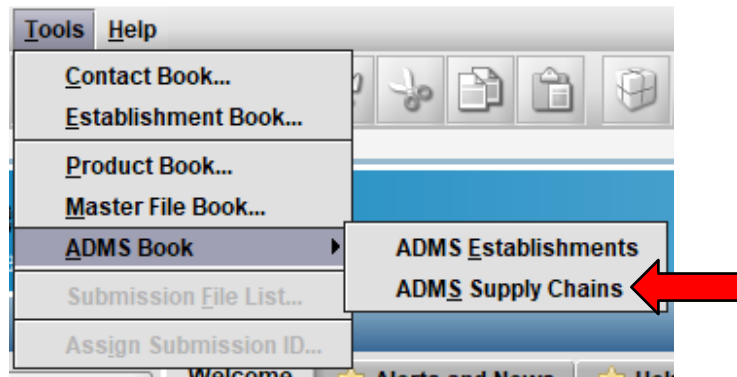 Tools Help
Contact Book...
Establishment Book...
Product Book...
Master File Book...
ADMS Book
ADMS Establishments
ADMS Supply Chains
Submission File List...
Assign Submission ID...
Welcome Alerts and News